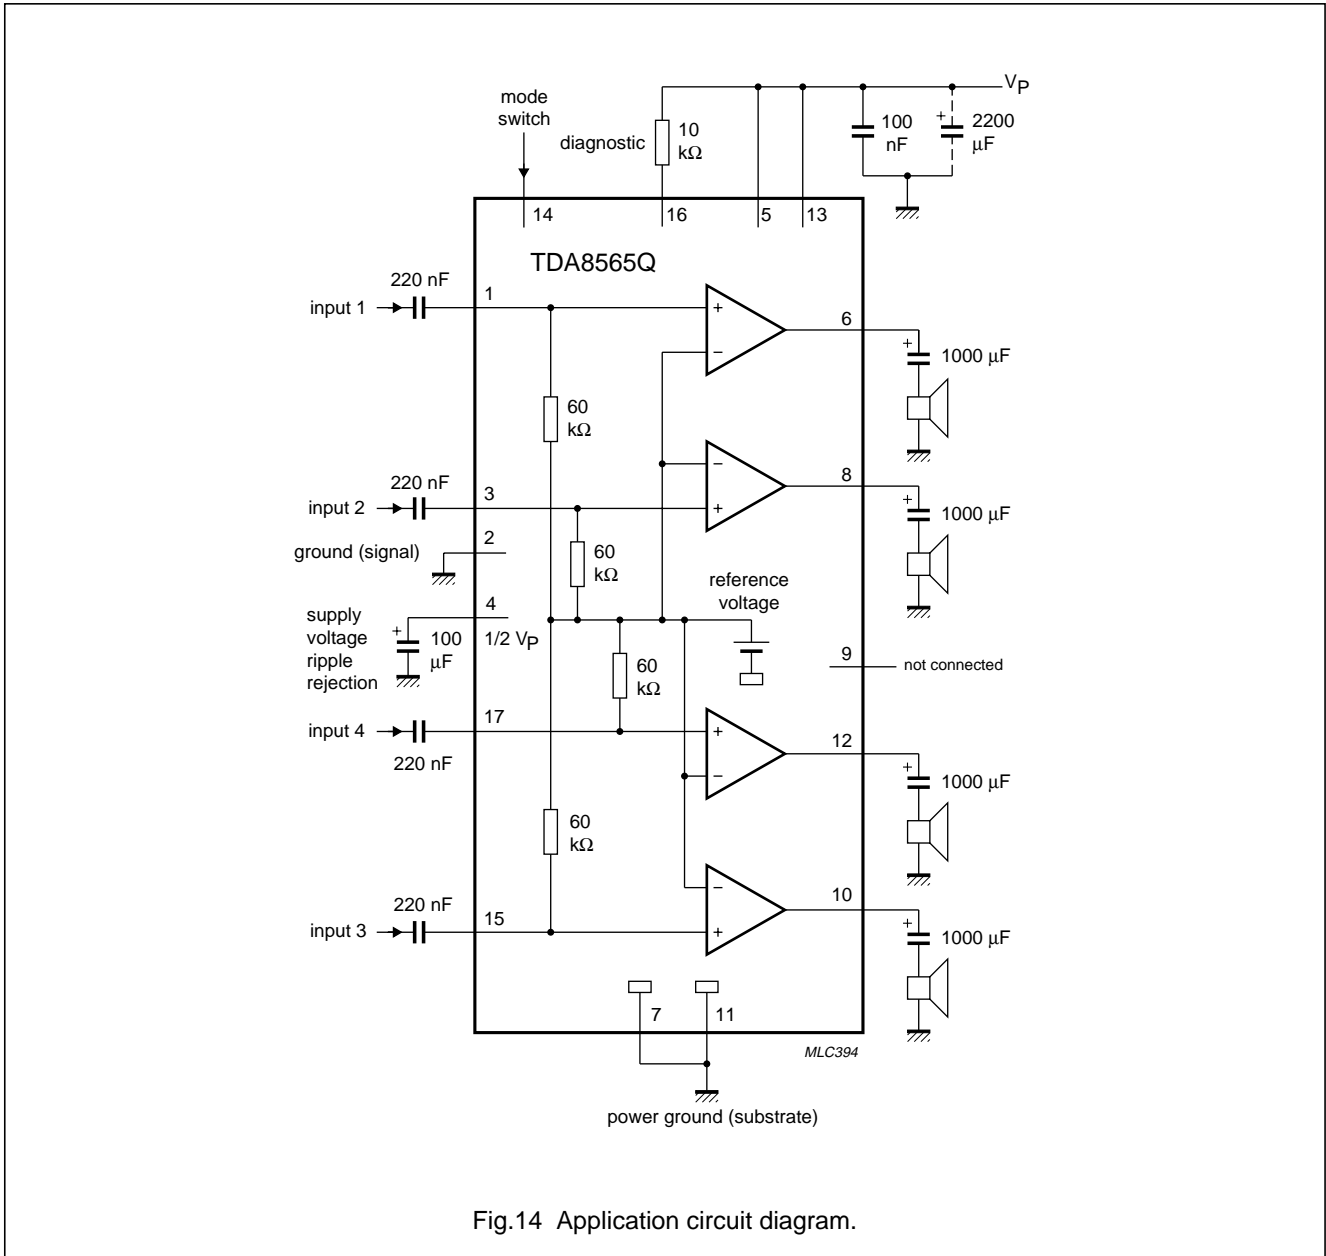 V_P
mode
switch
diagnostic
10
kΩ
100
nF
+
2200
μF
14
16
5
13
TDA8565Q
220 nF
input 1
1
+
−
6
+
1000 μF
60
kΩ
220 nF
input 2
3
−
+
8
+
1000 μF
ground (signal)
2
60
kΩ
reference
voltage
supply
voltage
ripple
rejection
+
100
μF
4
1/2 V_P
60
kΩ
9
not connected
input 4
220 nF
17
+
−
12
+
1000 μF
60
kΩ
220 nF
input 3
15
−
+
10
+
1000 μF
7
11
MLC394
power ground (substrate)
Fig.14 Application circuit diagram.